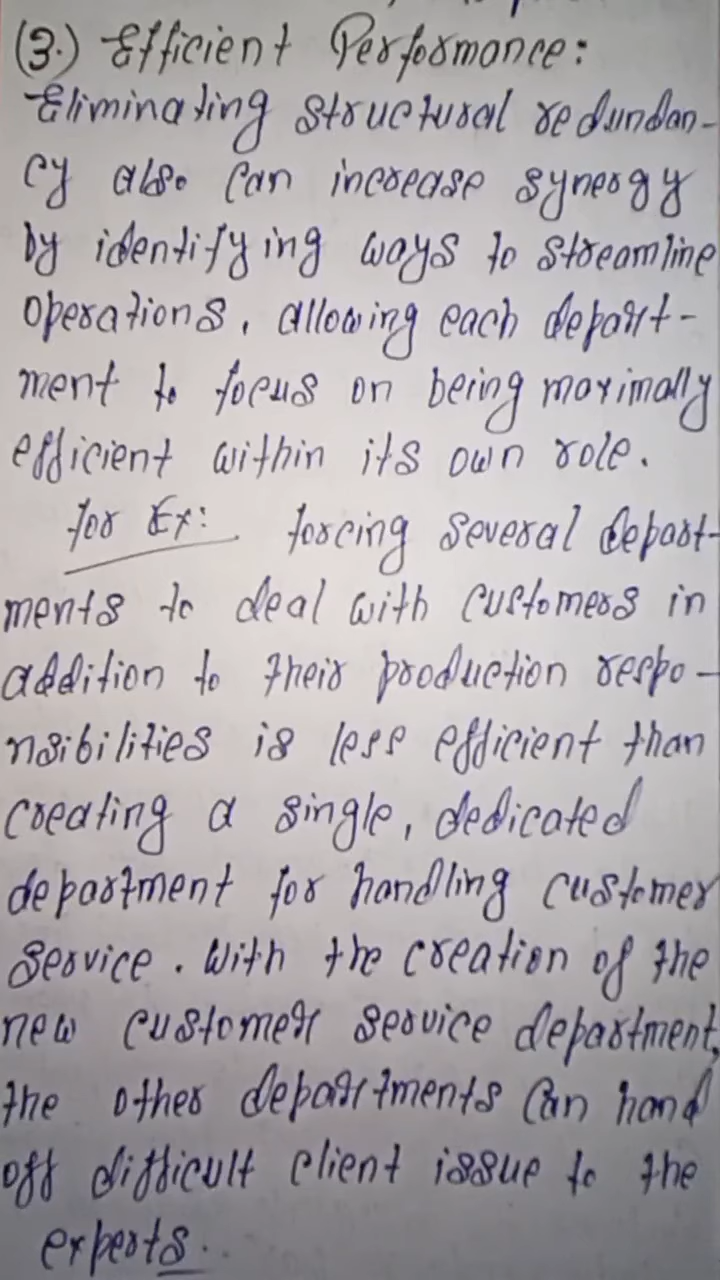 (3.) Efficient Performance:
Eliminating structural redundan-
cy also can increase synergy
by identifying ways to streamline
operations, allowing each depart-
ment to focus on being maximally
efficient within its own role.
for Ex: forcing several depart-
ments to deal with customers in
addition to their production respo-
nsibilities is less efficient than
creating a single, dedicated
department for handling customer
service. With the creation of the
new customer service department,
the other departments can hand
off difficult client issue to the
experts.